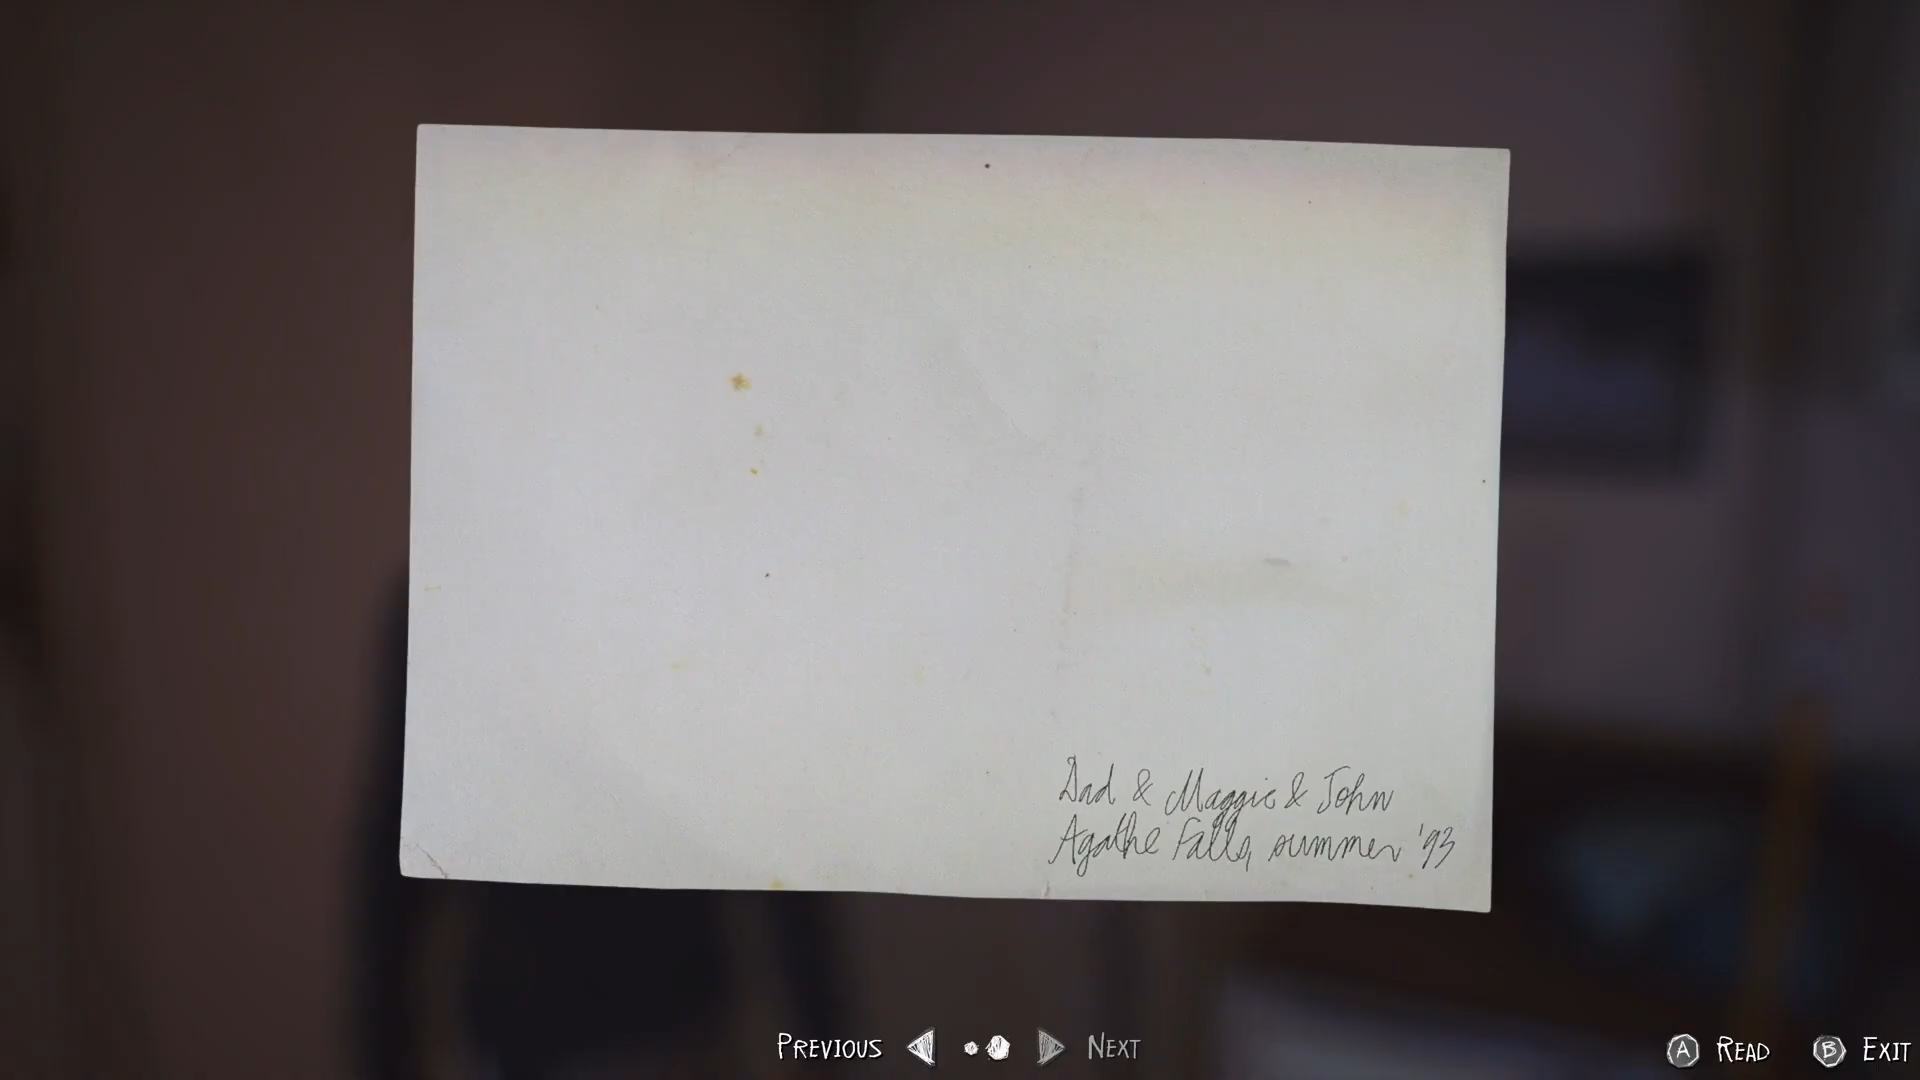 Dad & Maggie & John
Agathe Falls, summer '93
PREVIOUS NEXT
A READ B EXIT